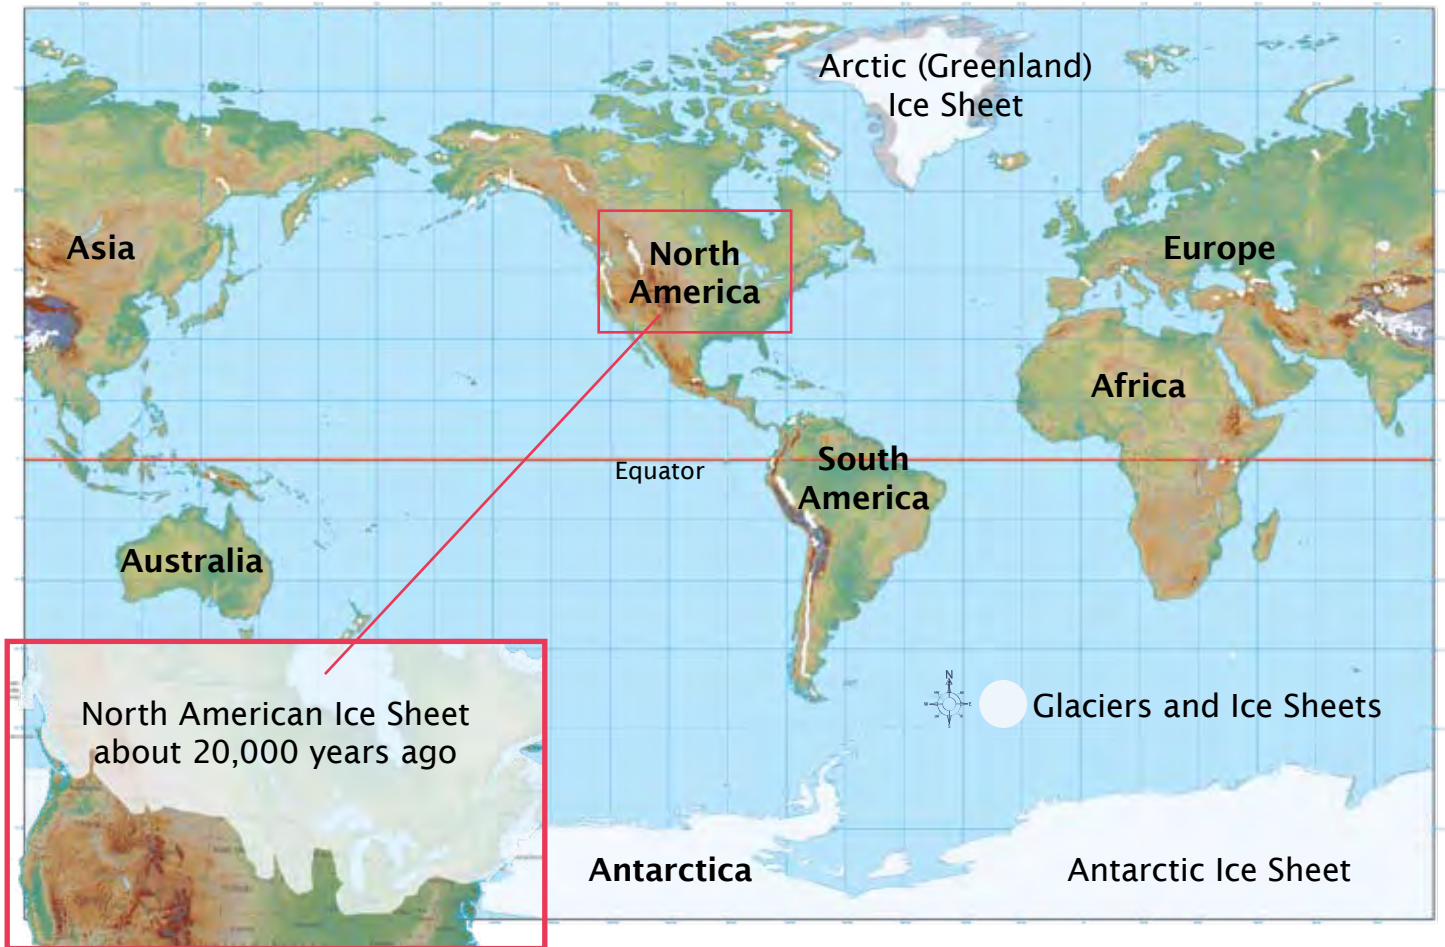 Arctic (Greenland)
Ice Sheet
Asia
North
America
Europe
Africa
Equator
South
America
Australia
N
North American Ice Sheet
about 20,000 years ago
Glaciers and Ice Sheets
Antarctica
Antarctic Ice Sheet